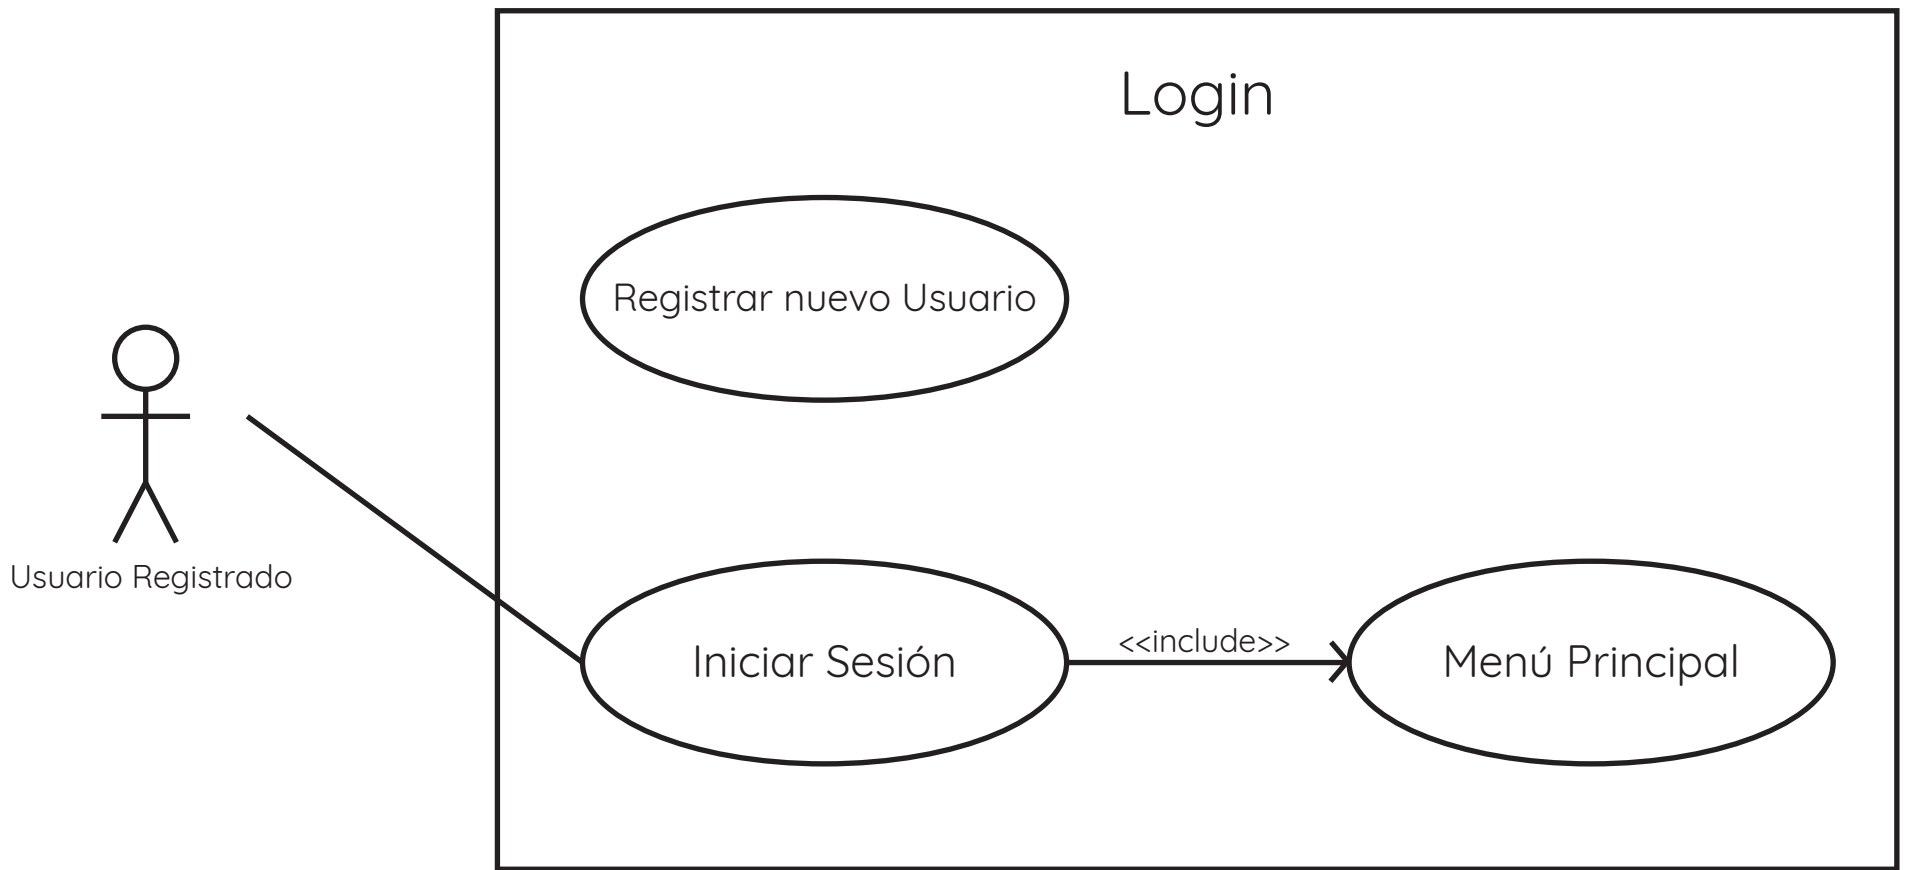 Login
Registrar nuevo Usuario
Usuario Registrado
Iniciar Sesión
<<include>>
Menú Principal